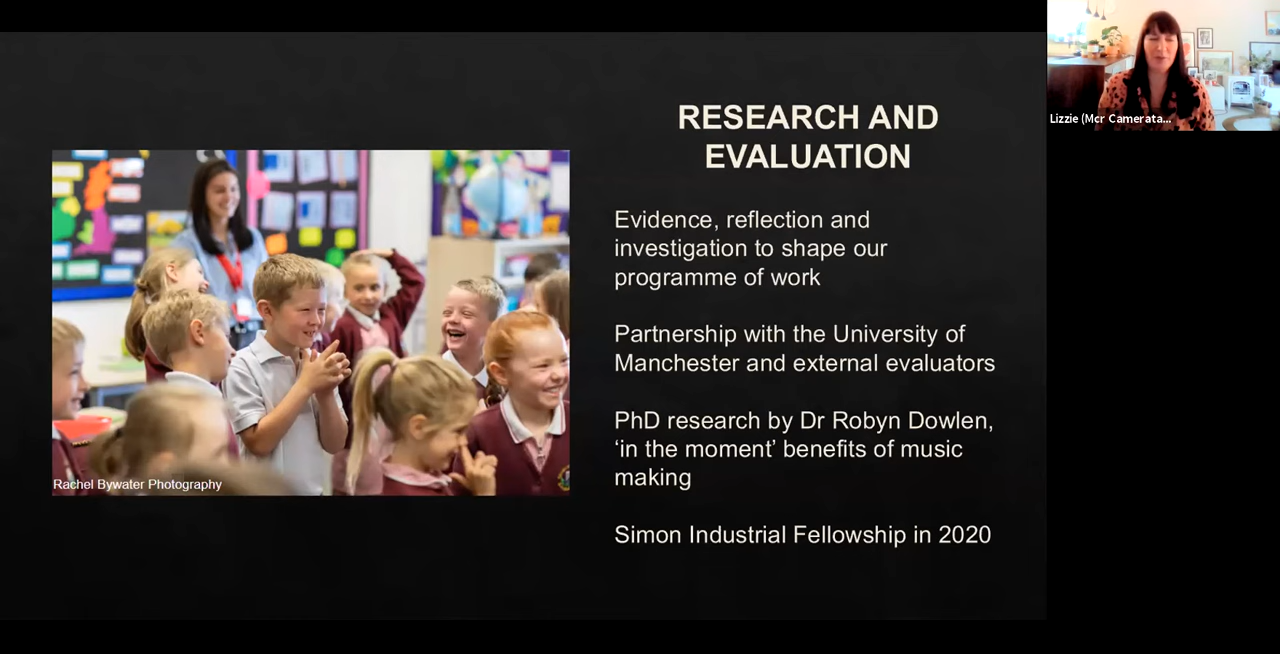 RESEARCH AND
EVALUATION
Evidence, reflection and
investigation to shape our
programme of work
Partnership with the University of
Manchester and external evaluators
PhD research by Dr Robyn Dowlen,
‘in the moment’ benefits of music
making
Simon Industrial Fellowship in 2020
Rachel Bywater Photography
Lizzie (Mcr Camerata...